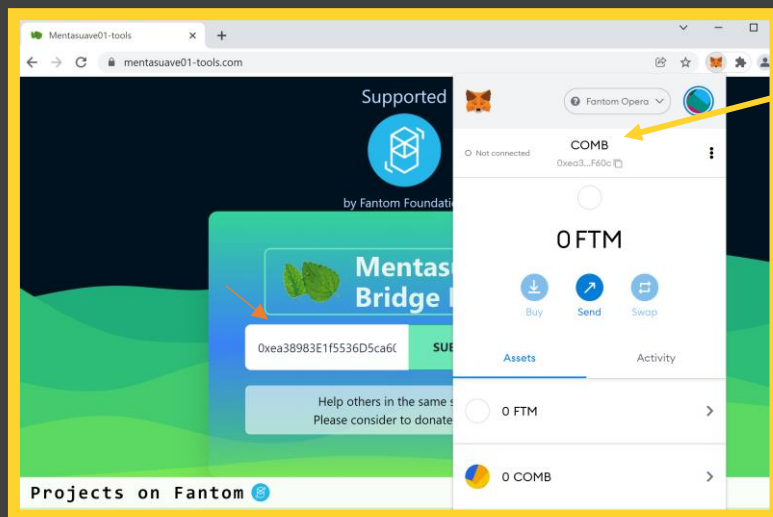 Mentasuave01-tools
mentasuave01-tools.com
Supported
by Fantom Foundati
Mentas
Bridge
0xea38983E1f5536D5ca6
SUB
Help others in the same s
Please consider to donate
Projects on Fantom
Fantom Opera
Not connected
COMB
0xea3...F60c
0 FTM
Buy
Send
Swap
Assets
Activity
0 FTM
0 COMB